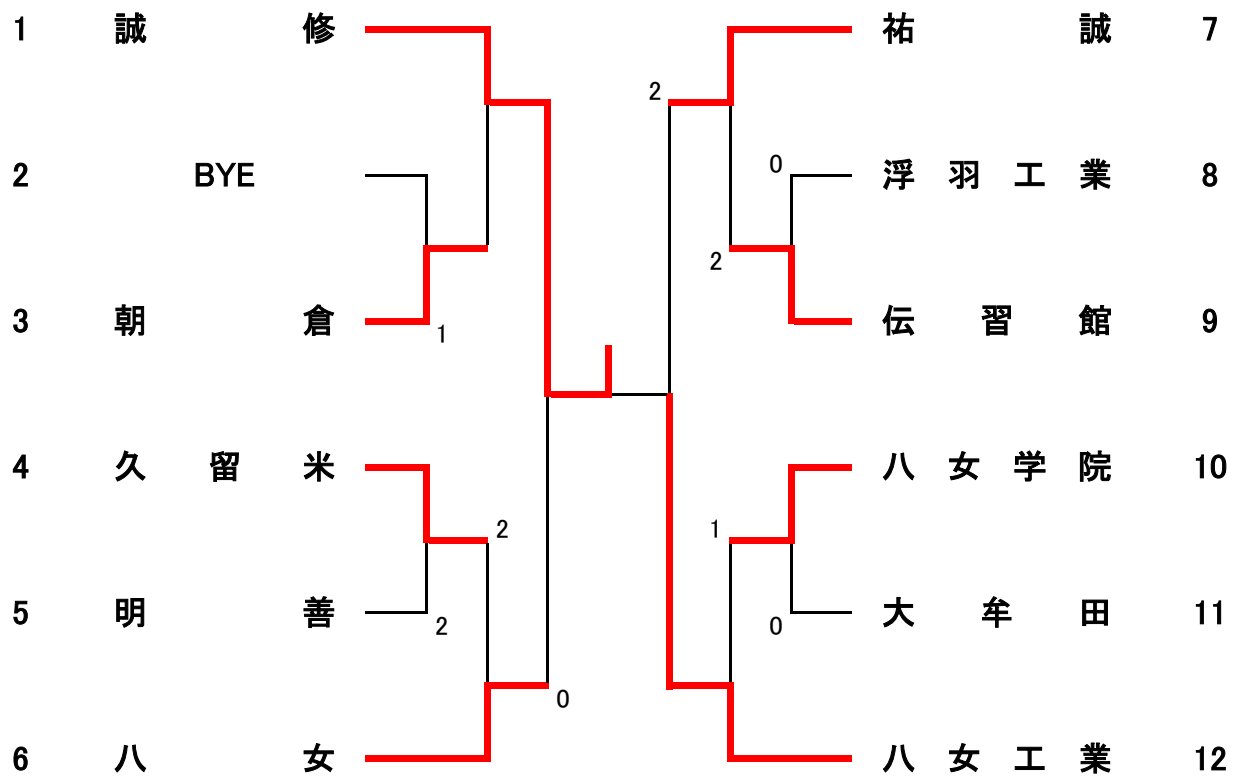 1 誠修
祐誠 7
2
2 BYE
0
浮羽工業 8
2
3 朝倉
1
伝習館 9
4 久留米
2
1
八女学院 10
5 明善
2
0
大牟田 11
0
6 八女
八女工業 12